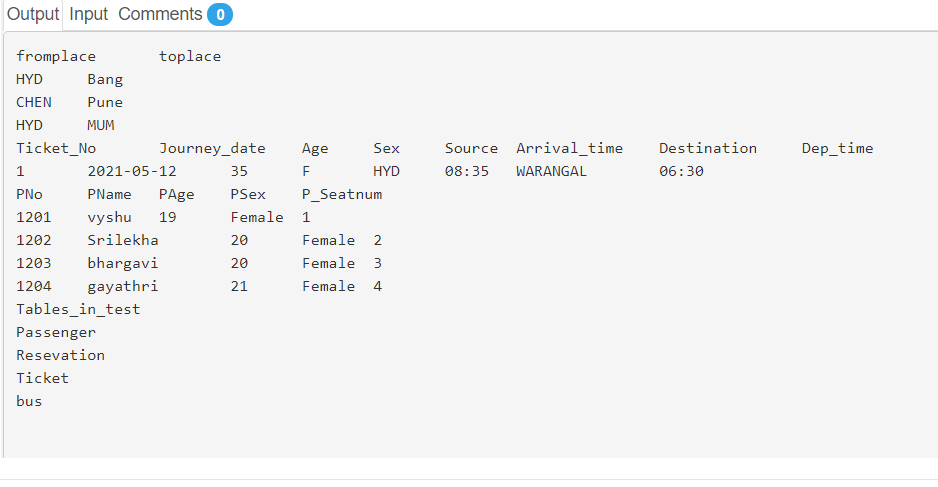 Output Input Comments 0
fromplace toplace
HYD Bang
CHEN Pune
HYD MUM
Ticket_No Journey_date Age Sex Source Arrival_time Destination Dep_time
1 2021-05-12 35 F HYD 08:35 WARANGAL 06:30
PNo PName PAge PSex P_Seatnum
1201 vyshu 19 Female 1
1202 Srilekha 20 Female 2
1203 bhargavi 20 Female 3
1204 gayathri 21 Female 4
Tables_in_test
Passenger
Resevation
Ticket
bus